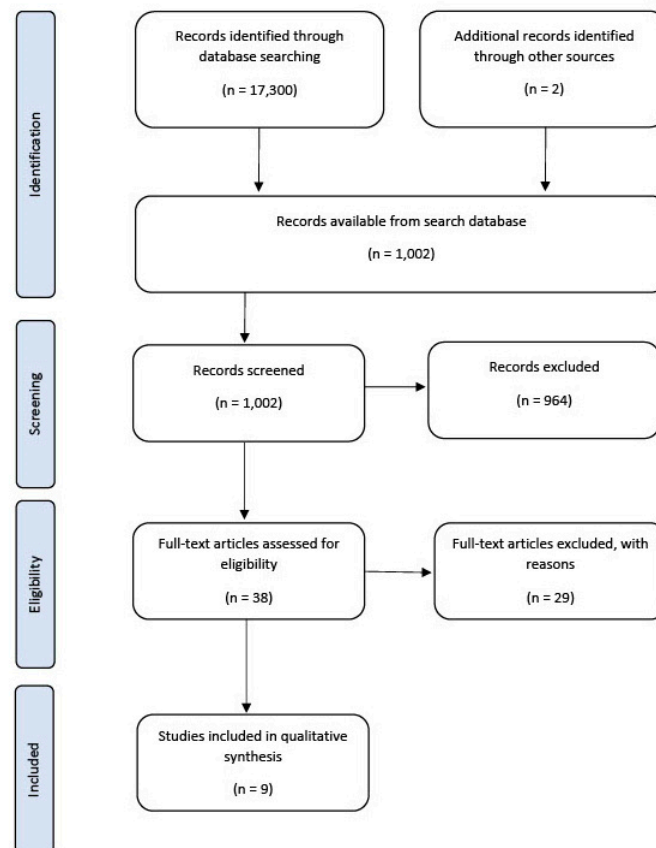 Identification
Records identified through
database searching
(n = 17,300)
Additional records identified
through other sources
(n = 2)
Records available from search database
(n = 1,002)
Screening
Records screened
(n = 1,002)
Records excluded
(n = 964)
Eligibility
Full-text articles assessed for
eligibility
(n = 38)
Full-text articles excluded, with
reasons
(n = 29)
Included
Studies included in qualitative
synthesis
(n = 9)